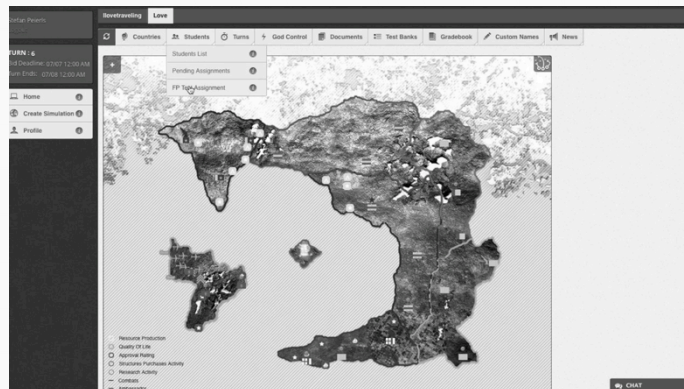 Stefan Peerts
Ilovetraveling Love
TURN : 6
Bid Deadline: 07/07 12:00 AM
Turn Ends: 07/08 12:00 AM
Home
Create Simulation
Profile
Countries Students Turns God Control Documents Test Banks Gradebook Custom Names News
Students List
Pending Assignments
FP Assignment
Resource Production
Quality Of Life
Approval Rating
Structures Purchases Activity
Research Activity
Combats
CHAT